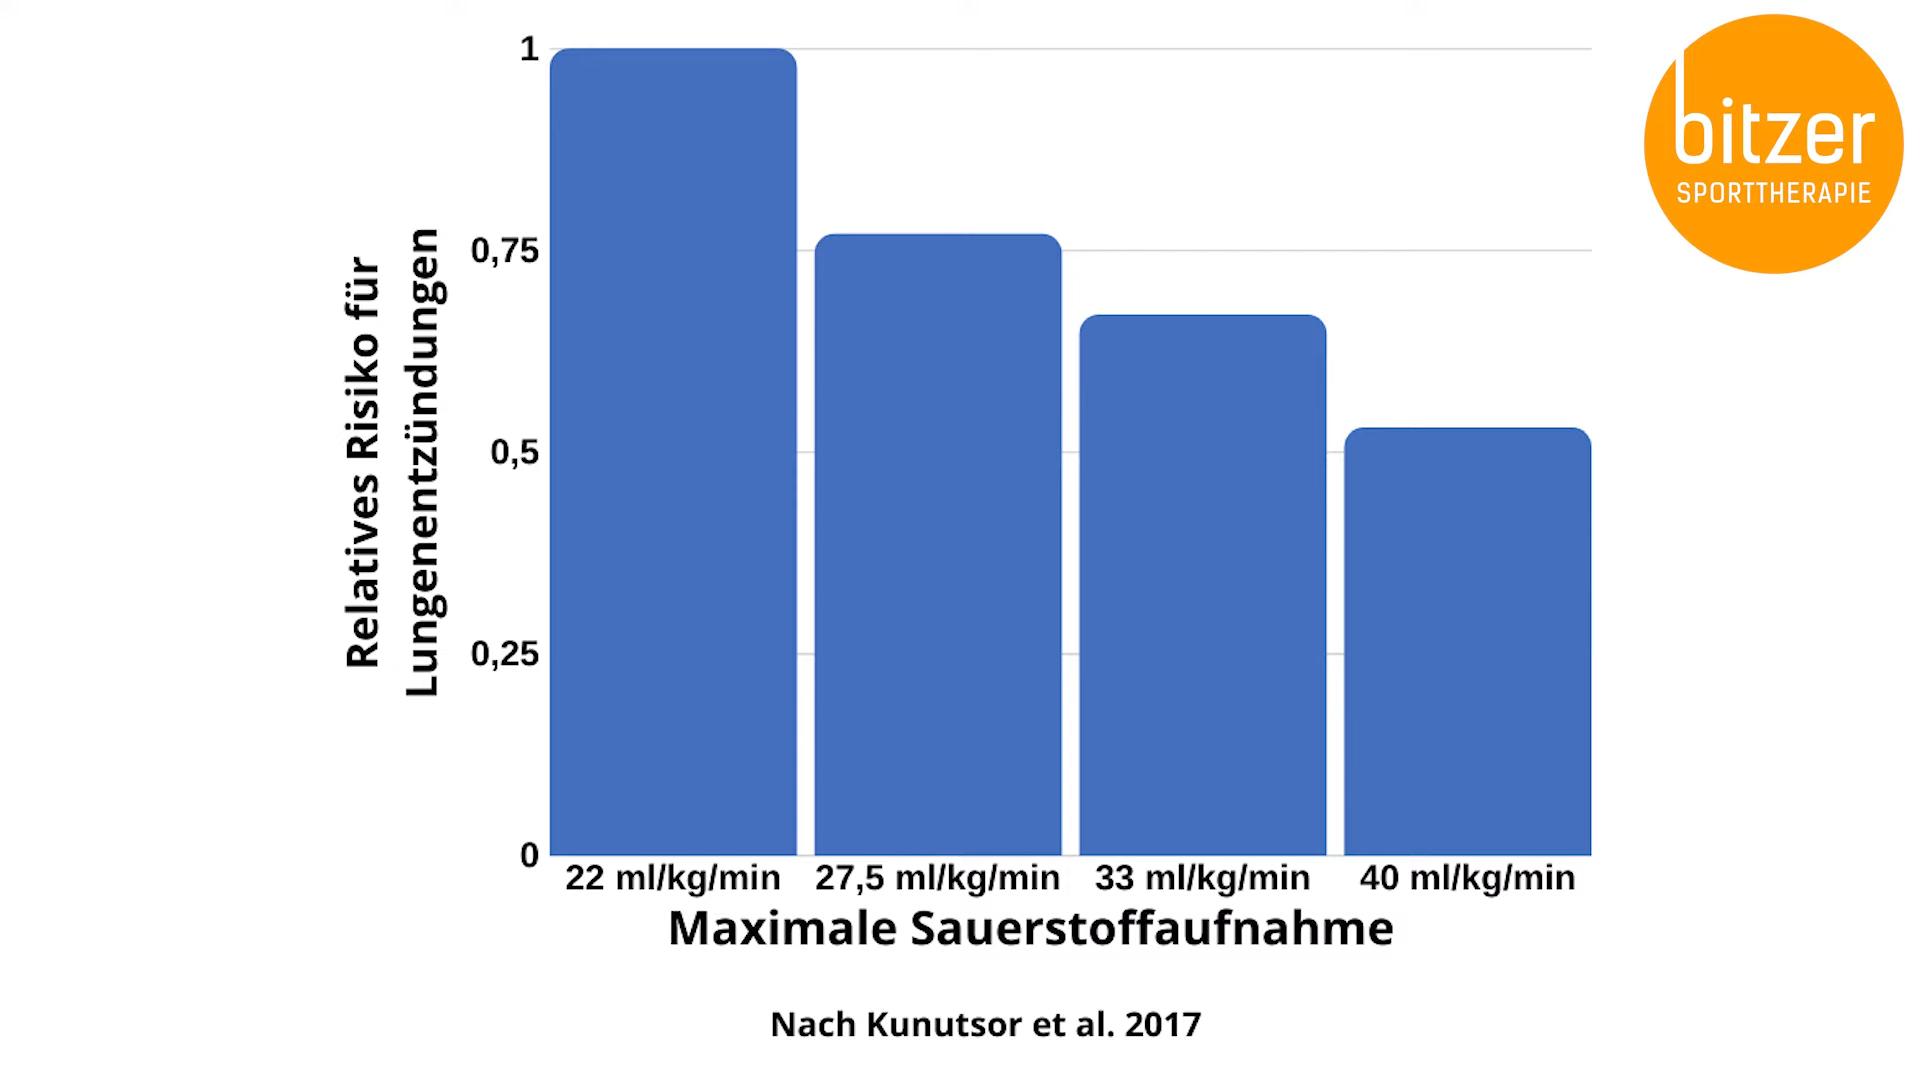 bitzer
SPORTTHERAPIE
Relatives Risiko für
Lungenentzündungen
1
0,75
0,5
0,25
0
22 ml/kg/min
27,5 ml/kg/min
33 ml/kg/min
40 ml/kg/min
Maximale Sauerstoffaufnahme
Nach Kunutsor et al. 2017